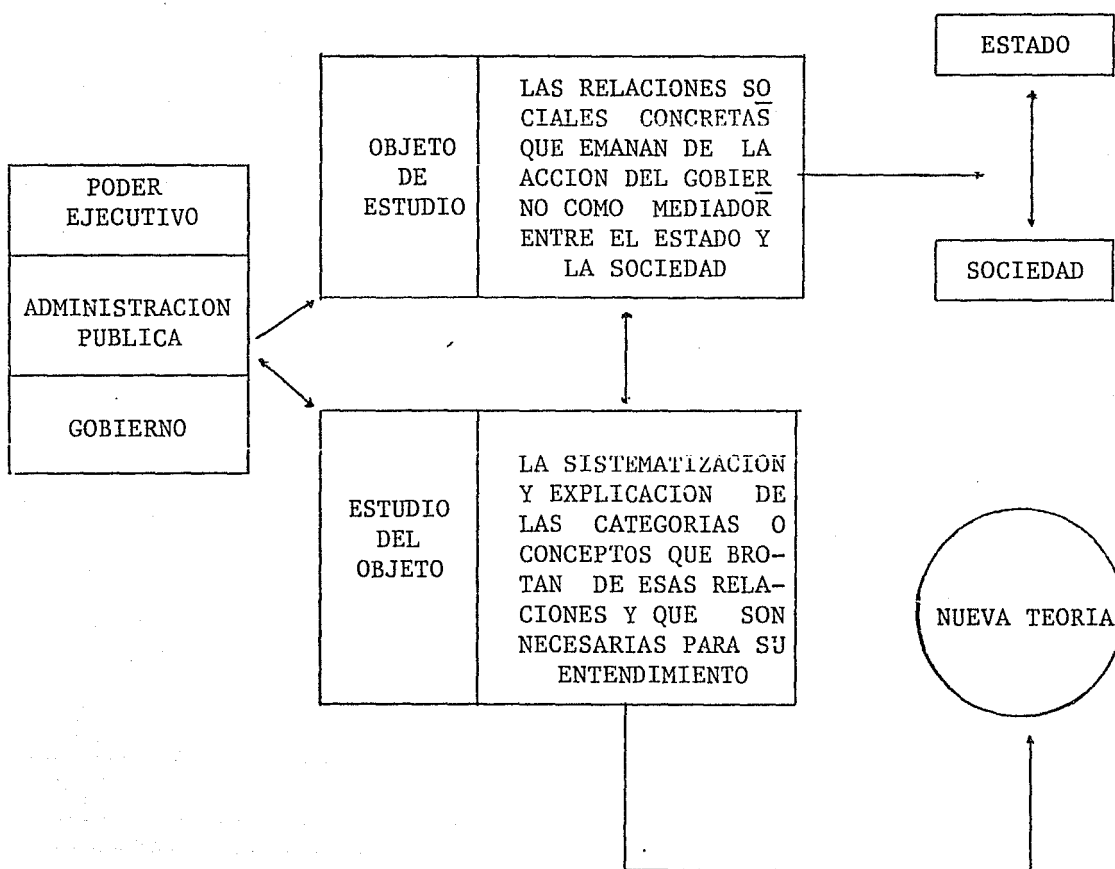 PODER
EJECUTIVO
ADMINISTRACION
PUBLICA
GOBIERNO
OBJETO
DE
ESTUDIO
LAS RELACIONES SO
CIALES CONCRETAS
QUE EMANAN DE LA
ACCION DEL GOBIER
NO COMO MEDIADOR
ENTRE EL ESTADO Y
LA SOCIEDAD
ESTADO
SOCIEDAD
ESTUDIO
DEL
OBJETO
LA SISTEMATIZACION
Y EXPLICACION DE
LAS CATEGORIAS O
CONCEPTOS QUE BRO-
TAN DE ESAS RELA-
CIONES Y QUE SON
NECESARIAS PARA SU
ENTENDIMIENTO
NUEVA TEORIA